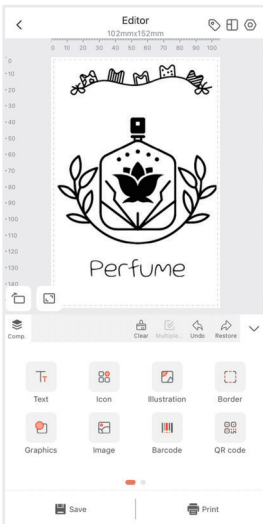 Editor
102mmx152mm
0 10 20 30 40 50 60 70 80 90 100
0
10
20
30
40
50
60
70
80
90
100
110
120
130
140
Perfume
Comp. Clear Multiple... Undo Restore
Text Icon Illustration Border
Graphics Image Barcode QR code
Save Print